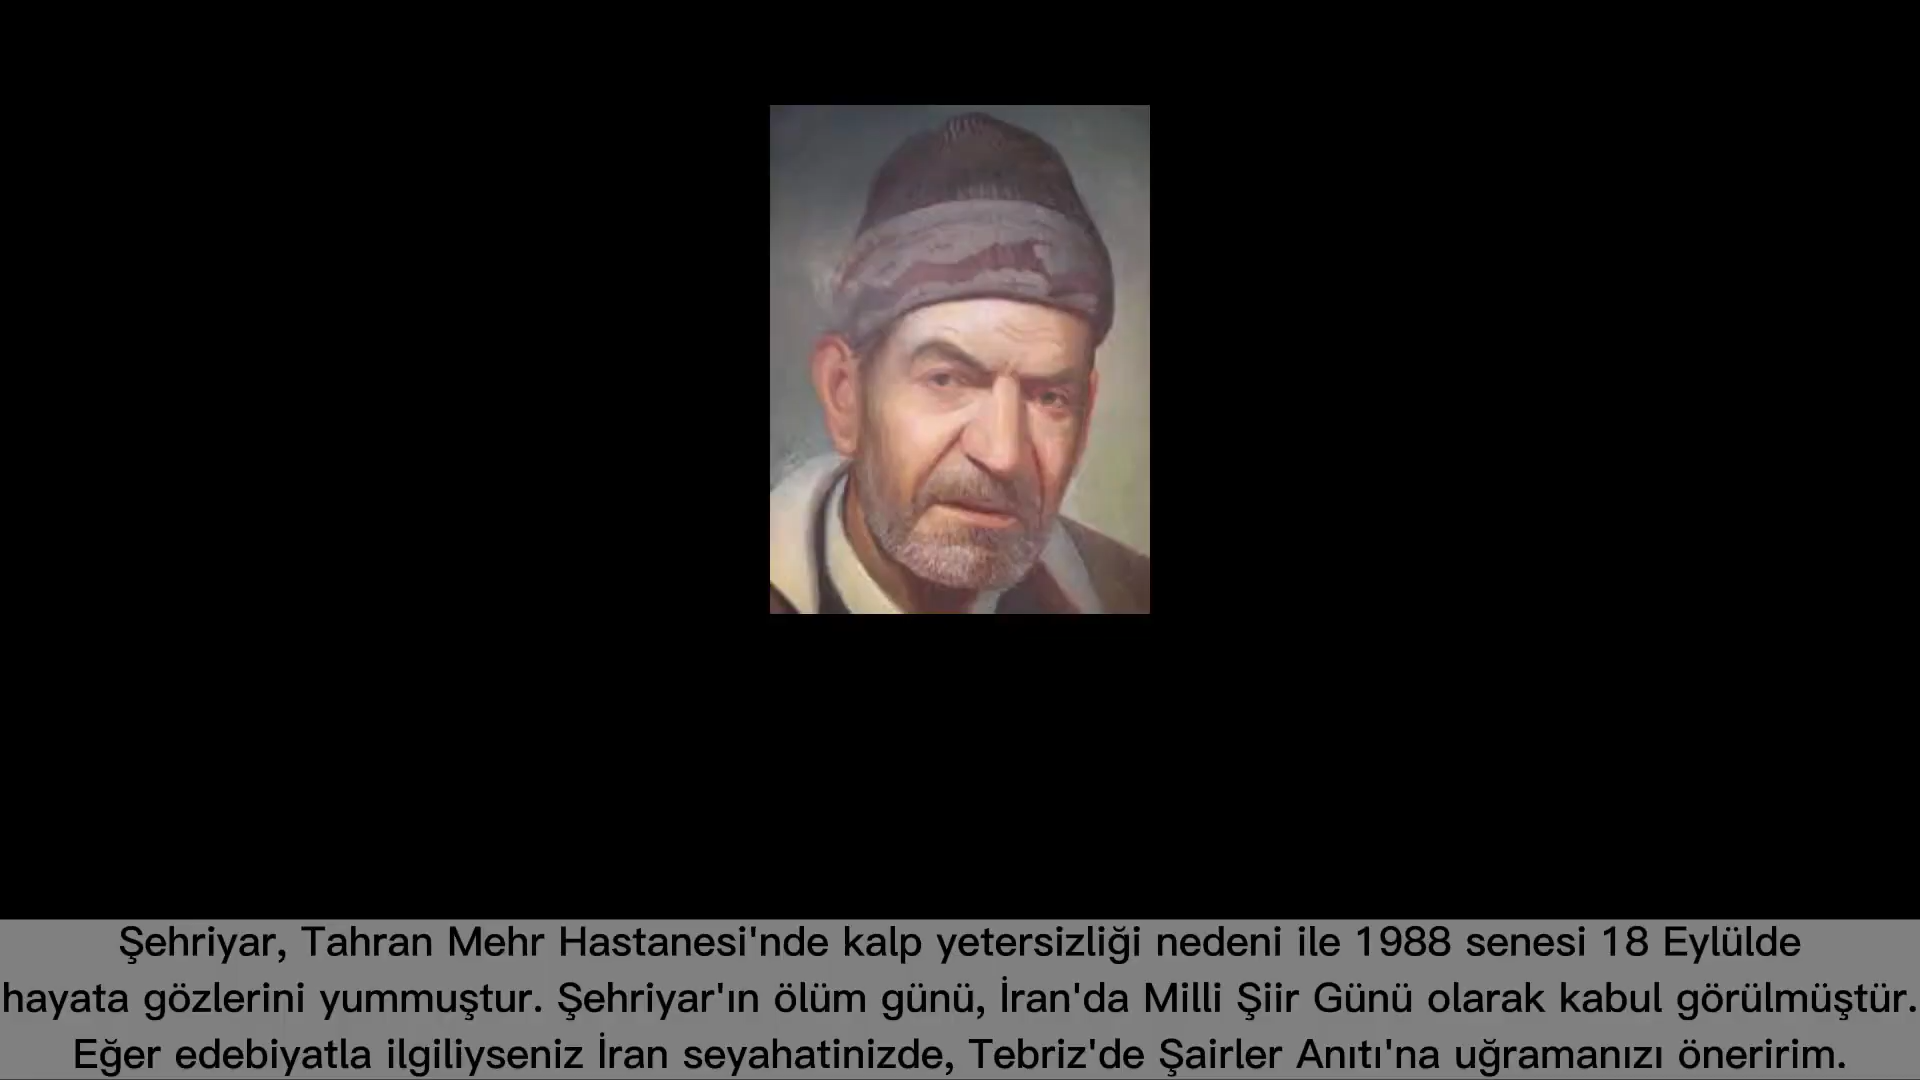 Şehriyar, Tahran Mehr Hastanesi'nde kalp yetersizliği nedeni ile 1988 senesi 18 Eylülde
hayata gözlerini yummuştur. Şehriyar'ın ölüm günü, İran'da Milli Şiir Günü olarak kabul görülmüştür.
Eğer edebiyatla ilgiliyseniz İran seyahatinizde, Tebriz'de Şairler Anıtı'na uğramanızı öneririm.